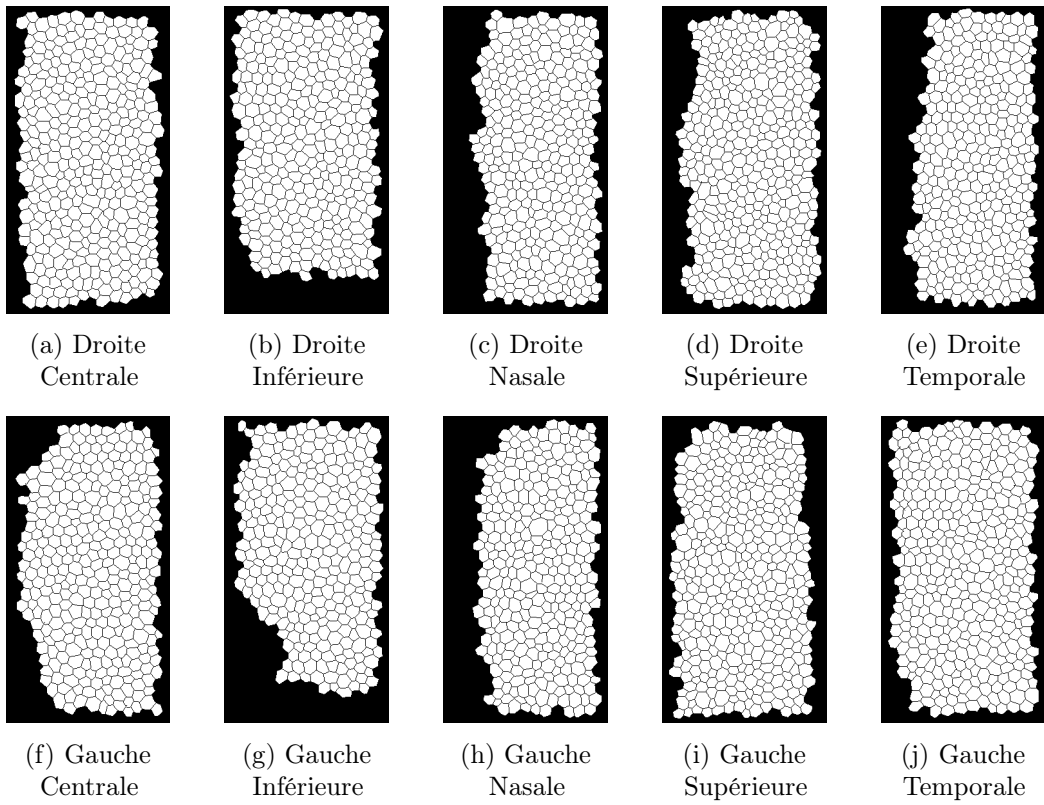 (a) Droite
Centrale
(b) Droite
Inférieure
(c) Droite
Nasale
(d) Droite
Supérieure
(e) Droite
Temporale
(f) Gauche
Centrale
(g) Gauche
Inférieure
(h) Gauche
Nasale
(i) Gauche
Supérieure
(j) Gauche
Temporale